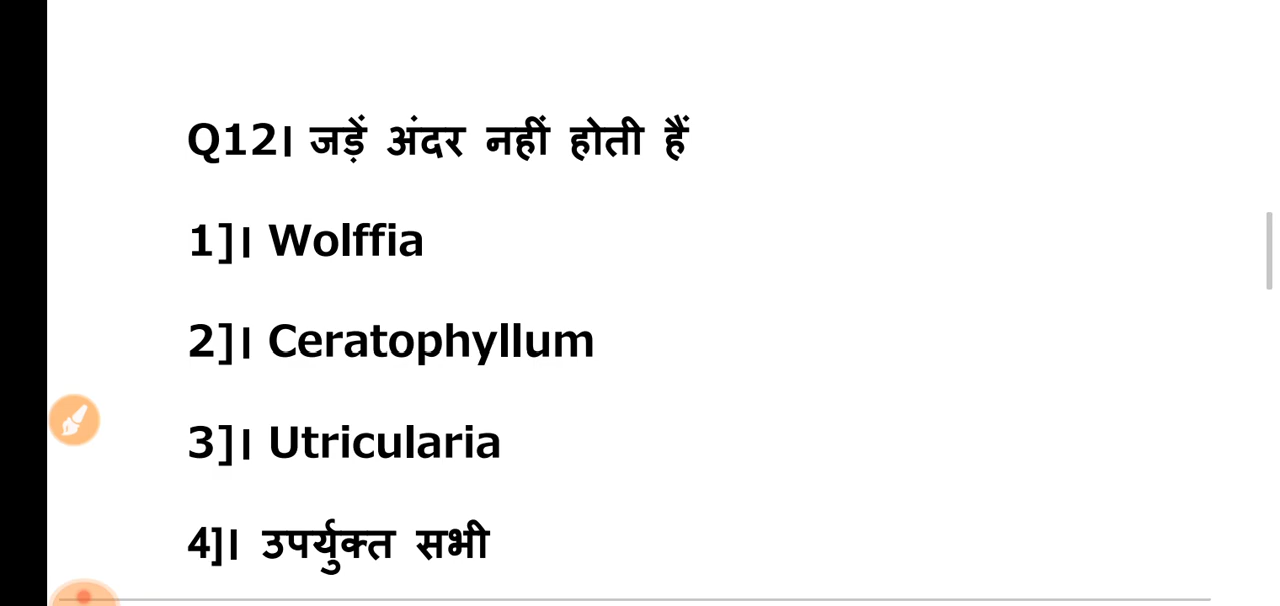 Q12। जड़ें अंदर नहीं होती हैं
1]। Wolffia
2]। Ceratophyllum
3]। Utricularia
4]। उपर्युक्त सभी